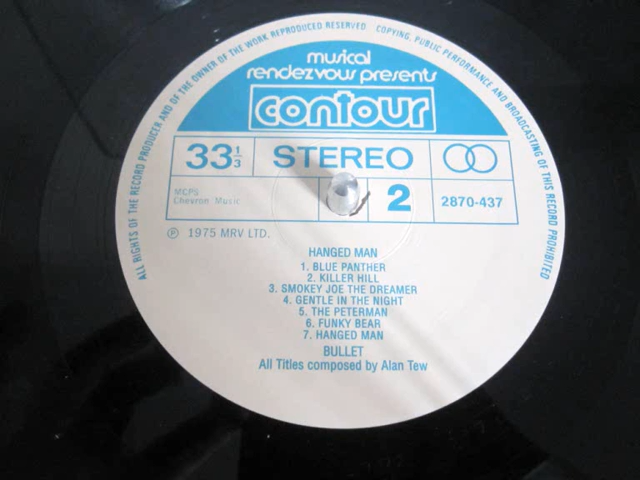 ALL RIGHTS OF THE RECORD PRODUCER AND OF THE OWNER OF THE WORK REPRODUCED RESERVED COPYING, PUBLIC PERFORMANCE AND BROADCASTING OF THIS RECORD PROHIBITED
musical
rendezvous presents
contour
33 1/3 STEREO
MCPS
Chevron Music
2 2870-437
℗ 1975 MRV LTD.
HANGED MAN
1. BLUE PANTHER
2. KILLER HILL
3. SMOKEY JOE THE DREAMER
4. GENTLE IN THE NIGHT
5. THE PETERMAN
6. FUNKY BEAR
7. HANGED MAN
BULLET
All Titles composed by Alan Tew